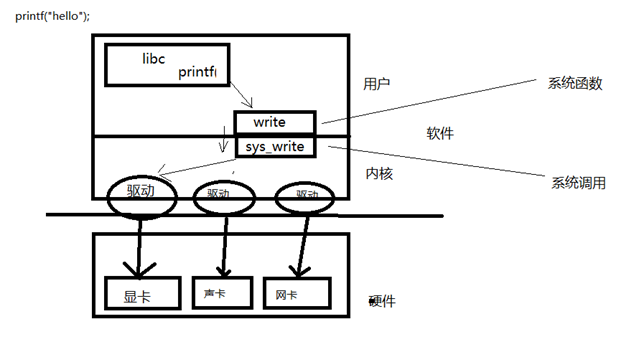 printf("hello");
libc
printf(
用户
系统函数
write
软件
sys_write
内核
系统调用
驱动
驱动
驱动
显卡
声卡
网卡
硬件